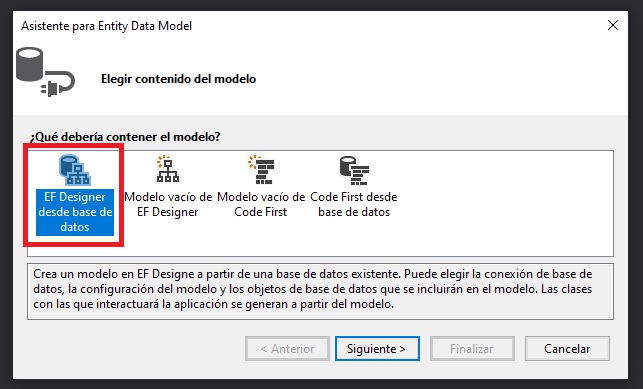 Asistente para Entity Data Model
Elegir contenido del modelo
¿Qué debería contener el modelo?
EF Designer
desde base de
datos
Modelo vacío de
EF Designer
Modelo vacío de
Code First
Code First desde
base de datos
Crea un modelo en EF Designe a partir de una base de datos existente. Puede elegir la conexión de base de
datos, la configuración del modelo y los objetos de base de datos que se incluirán en el modelo. Las clases
con las que interactuará la aplicación se generan a partir del modelo.
< Anterior
Siguiente >
Finalizar
Cancelar